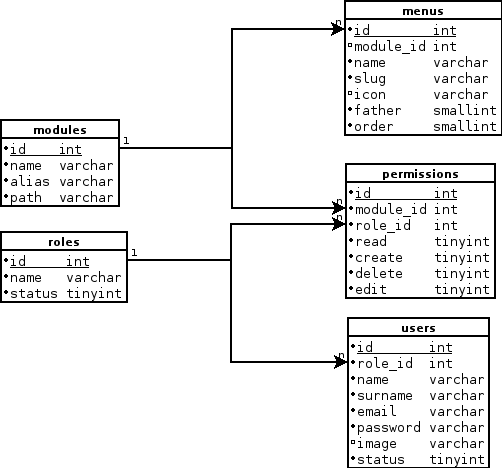 menus
id int
module_id int
name varchar
slug varchar
icon varchar
father smallint
order smallint
modules
id int
name varchar
alias varchar
path varchar
1
n
n
permissions
id int
module_id int
role_id int
read tinyint
create tinyint
delete tinyint
edit tinyint
roles
id int
name varchar
status tinyint
1
n
n
users
id int
role_id int
name varchar
surname varchar
email varchar
password varchar
image varchar
status tinyint